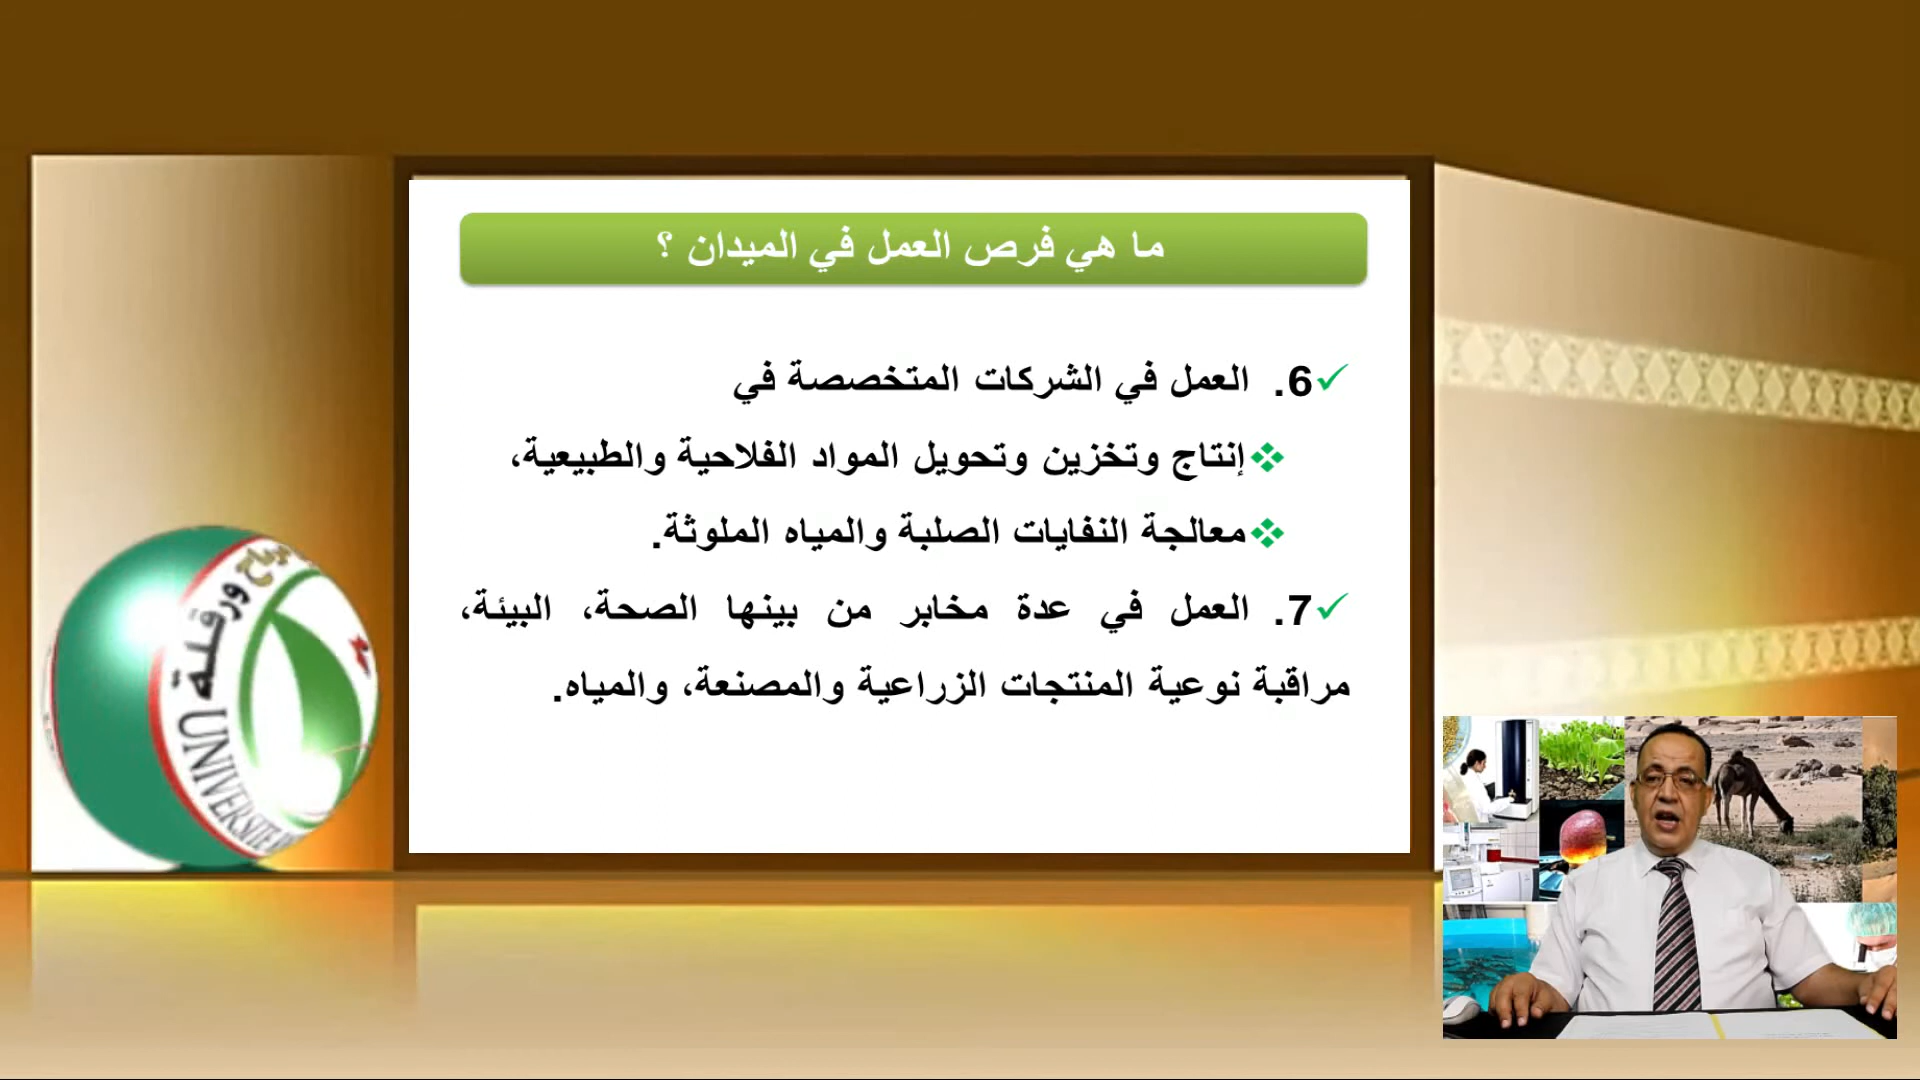 ما هي فرص العمل في الميدان ؟
6. العمل في الشركات المتخصصة في
إنتاج وتخزين وتحويل المواد الفلاحية والطبيعية،
معالجة النفايات الصلبة والمياه الملوثة.
7. العمل في عدة مخابر من بينها الصحة، البيئة،
مراقبة نوعية المنتجات الزراعية والمصنعة، والمياه.
ورقلة
UNIVERSITE